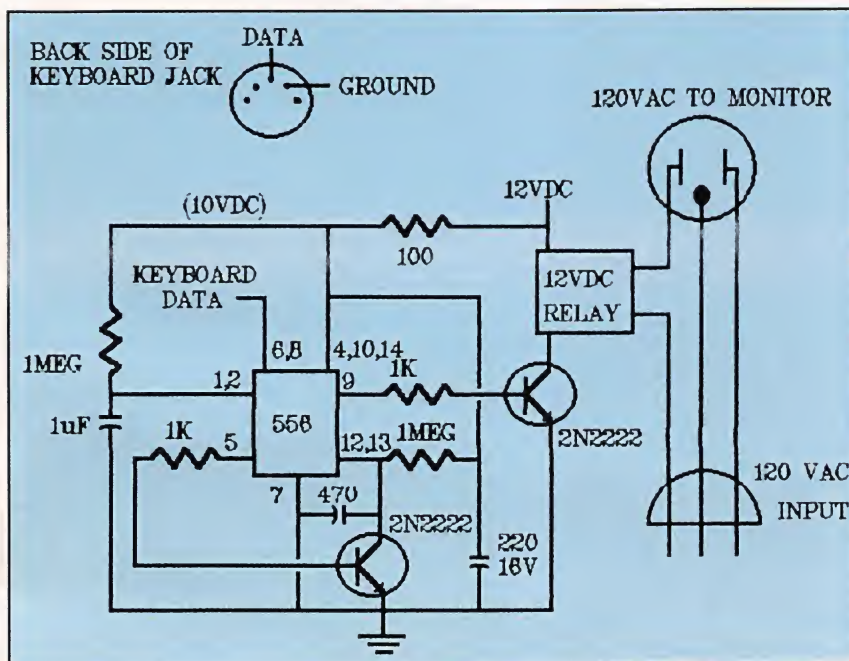 BACK SIDE OF
KEYBOARD JACK
DATA
GROUND
120VAC TO MONITOR
(10VDC)
12VDC
100
KEYBOARD
DATA
12VDC
RELAY
1MEG
6,8
4,10,14
1K
1,2
9
1uF
1K
5
556
12,13
1MEG
2N2222
7
470
2N2222
220
16V
120 VAC
INPUT